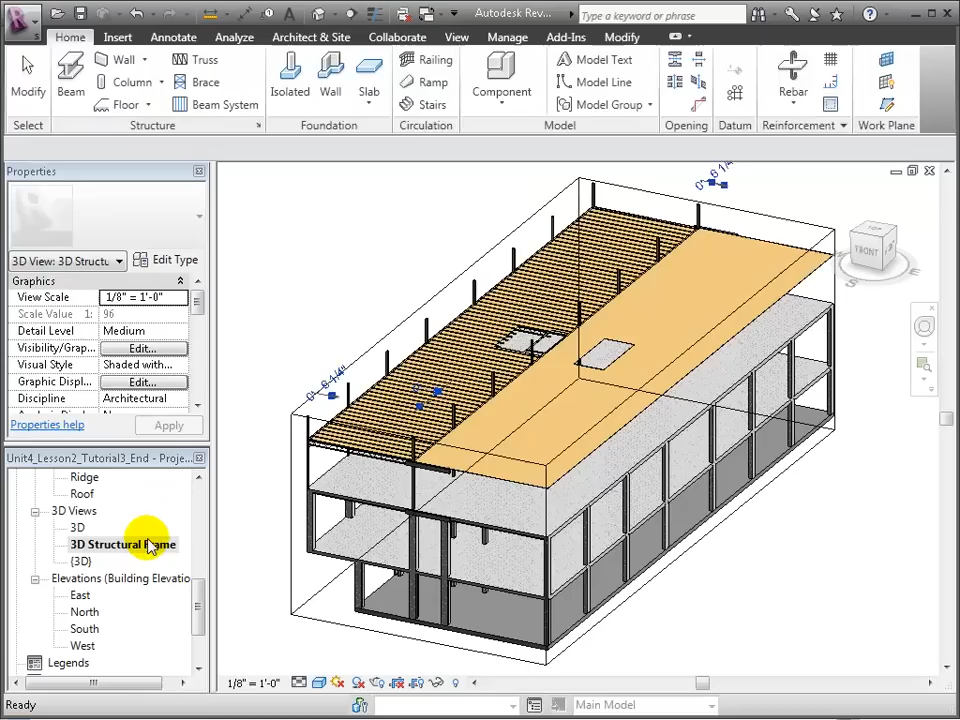 Autodesk Rev...
Type a keyword or phrase
Home Insert Annotate Analyze Architect & Site Collaborate View Manage Add-Ins Modify
Modify Beam Wall Column Floor Truss Brace Beam System Isolated Wall Slab Railing Ramp Stairs Component Model Text Model Line Model Group Rebar
Select Structure Foundation Circulation Model Opening Datum Reinforcement Work Plane
Properties
3D View: 3D Structu Edit Type
Graphics
View Scale 1/8" = 1'-0"
Scale Value 1: 96
Detail Level Medium
Visibility/Grap... Edit...
Visual Style Shaded with...
Graphic Displ... Edit...
Discipline Architectural
Properties help Apply
Unit4_Lesson2_Tutorial3_End - Proje...
Ridge
Roof
3D Views
3D
3D Structural Frame
{3D}
Elevations (Building Elevatio
East
North
South
West
Legends
FRONT
1/8" = 1'-0"
Ready
Main Model